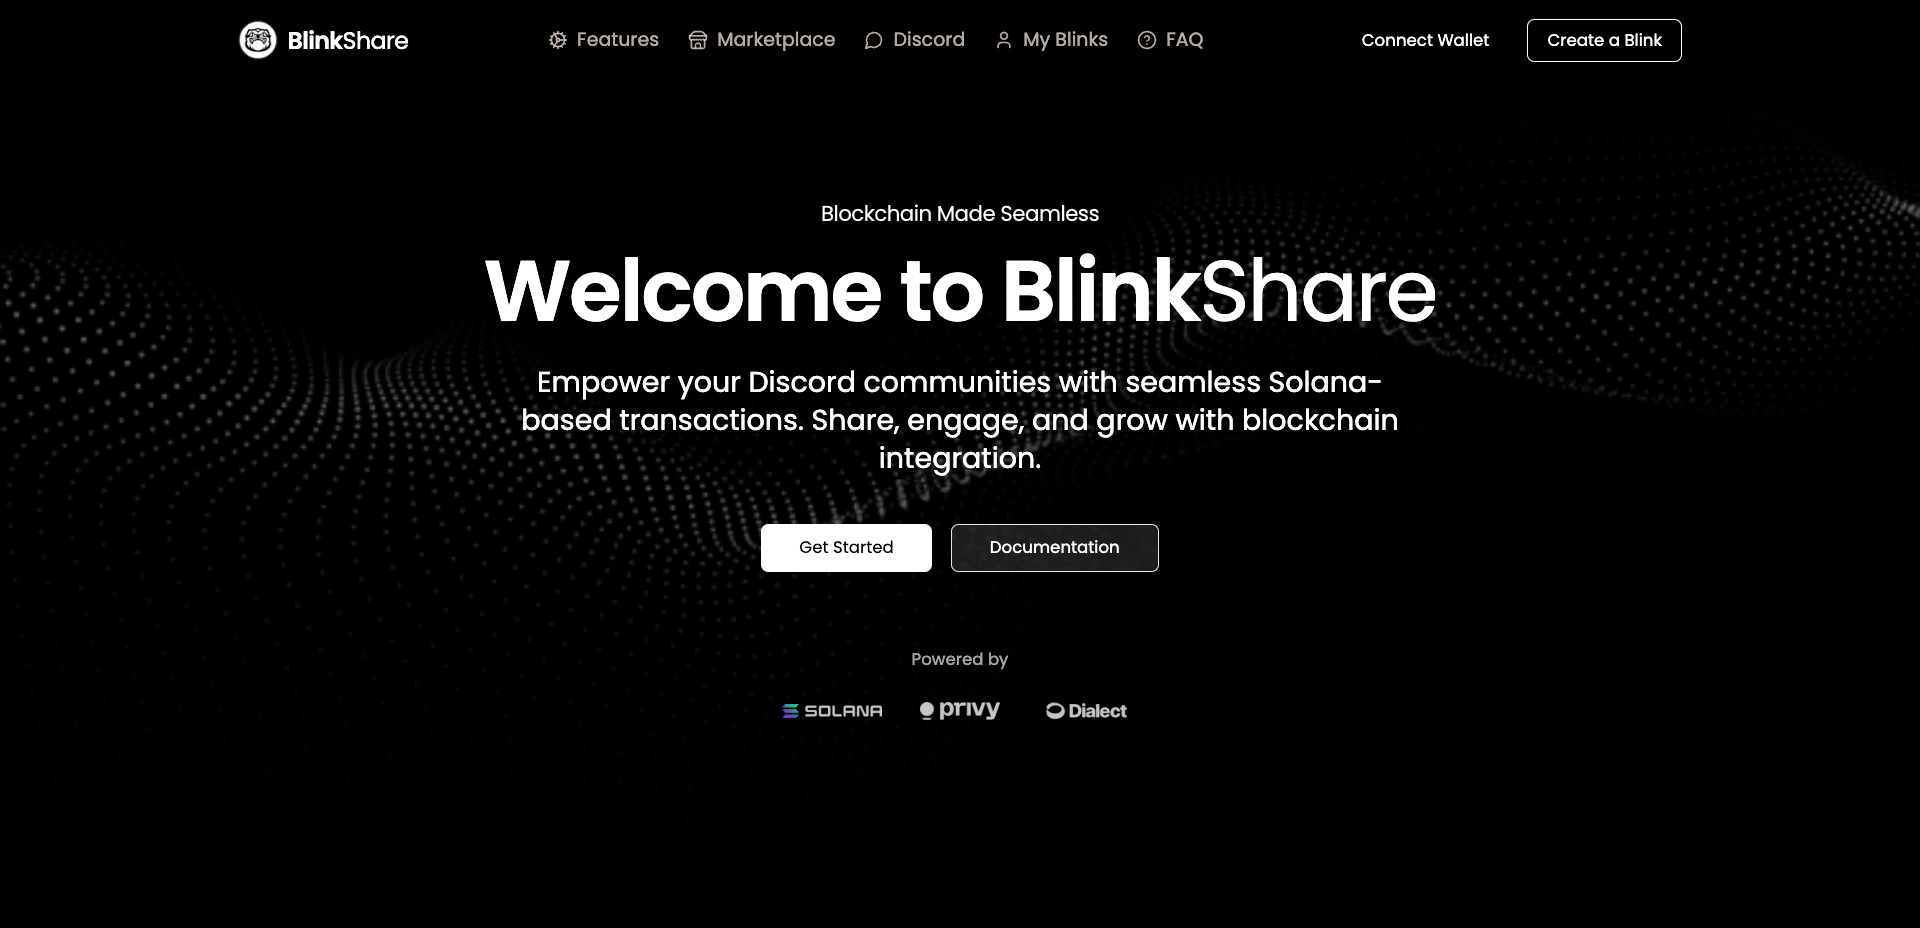 BlinkShare
Features
Marketplace
Discord
My Blinks
FAQ
Connect Wallet
Create a Blink
Blockchain Made Seamless
Welcome to BlinkShare
Empower your Discord communities with seamless Solana-
based transactions. Share, engage, and grow with blockchain
integration.
Get Started
Documentation
Powered by
SOLANA
privy
Dialect